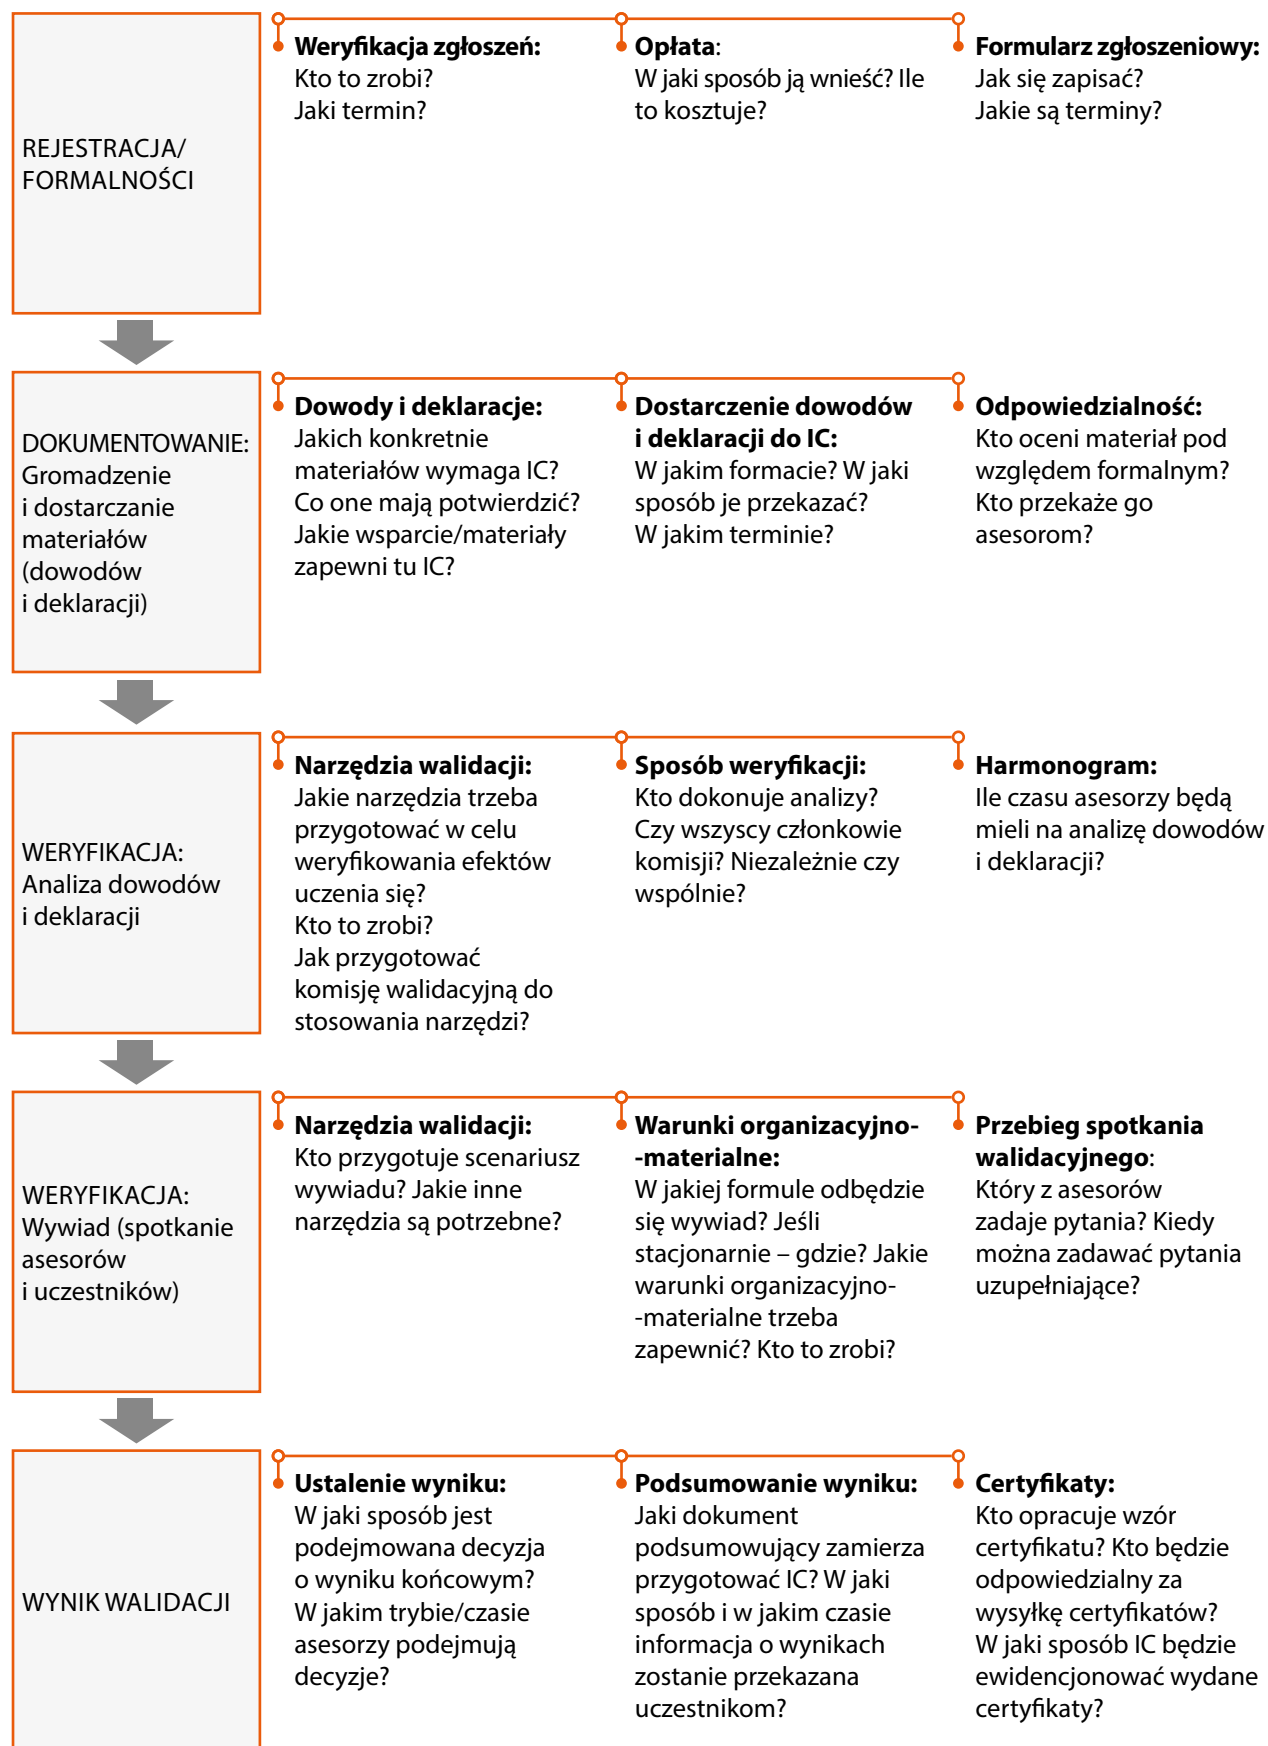 REJESTRACJA/
FORMALNOŚCI
Weryfikacja zgłoszeń:
Kto to zrobi?
Jaki termin?
Opłata:
W jaki sposób ją wnieść? Ile
to kosztuje?
Formularz zgłoszeniowy:
Jak się zapisać?
Jakie są terminy?
DOKUMENTOWANIE:
Gromadzenie
i dostarczanie
materiałów
(dowodów
i deklaracji)
Dowody i deklaracje:
Jakich konkretnie
materiałów wymaga IC?
Co one mają potwierdzić?
Jakie wsparcie/materiały
zapewni tu IC?
Dostarczenie dowodów
i deklaracji do IC:
W jakim formacie? W jaki
sposób je przekazać?
W jakim terminie?
Odpowiedzialność:
Kto oceni materiał pod
względem formalnym?
Kto przekaże go
asesorom?
WERYFIKACJA:
Analiza dowodów
i deklaracji
Narzędzia walidacji:
Jakie narzędzia trzeba
przygotować w celu
weryfikowania efektów
uczenia się?
Kto to zrobi?
Jak przygotować
komisję walidacyjną do
stosowania narzędzi?
Sposób weryfikacji:
Kto dokonuje analizy?
Czy wszyscy członkowie
komisji? Niezależnie czy
wspólnie?
Harmonogram:
Ile czasu asesorzy będą
mieli na analizę dowodów
i deklaracji?
WERYFIKACJA:
Wywiad (spotkanie
asesorów
i uczestników)
Narzędzia walidacji:
Kto przygotuje scenariusz
wywiadu? Jakie inne
narzędzia są potrzebne?
Warunki organizacyjno-
-materialne:
W jakiej formule odbędzie
się wywiad? Jeśli
stacjonarnie – gdzie? Jakie
warunki organizacyjno-
-materialne trzeba
zapewnić? Kto to zrobi?
Przebieg spotkania
walidacyjnego:
Który z asesorów
zadaje pytania? Kiedy
można zadawać pytania
uzupełniające?
WYNIK WALIDACJI
Ustalenie wyniku:
W jaki sposób jest
podejmowana decyzja
o wyniku końcowym?
W jakim trybie/czasie
asesorzy podejmują
decyzje?
Podsumowanie wyniku:
Jaki dokument
podsumowujący zamierza
przygotować IC? W jaki
sposób i w jakim czasie
informacja o wynikach
zostanie przekazana
uczestnikom?
Certyfikaty:
Kto opracuje wzór
certyfikatu? Kto będzie
odpowiedzialny za
wysyłkę certyfikatów?
W jaki sposób IC będzie
ewidencjonować wydane
certyfikaty?